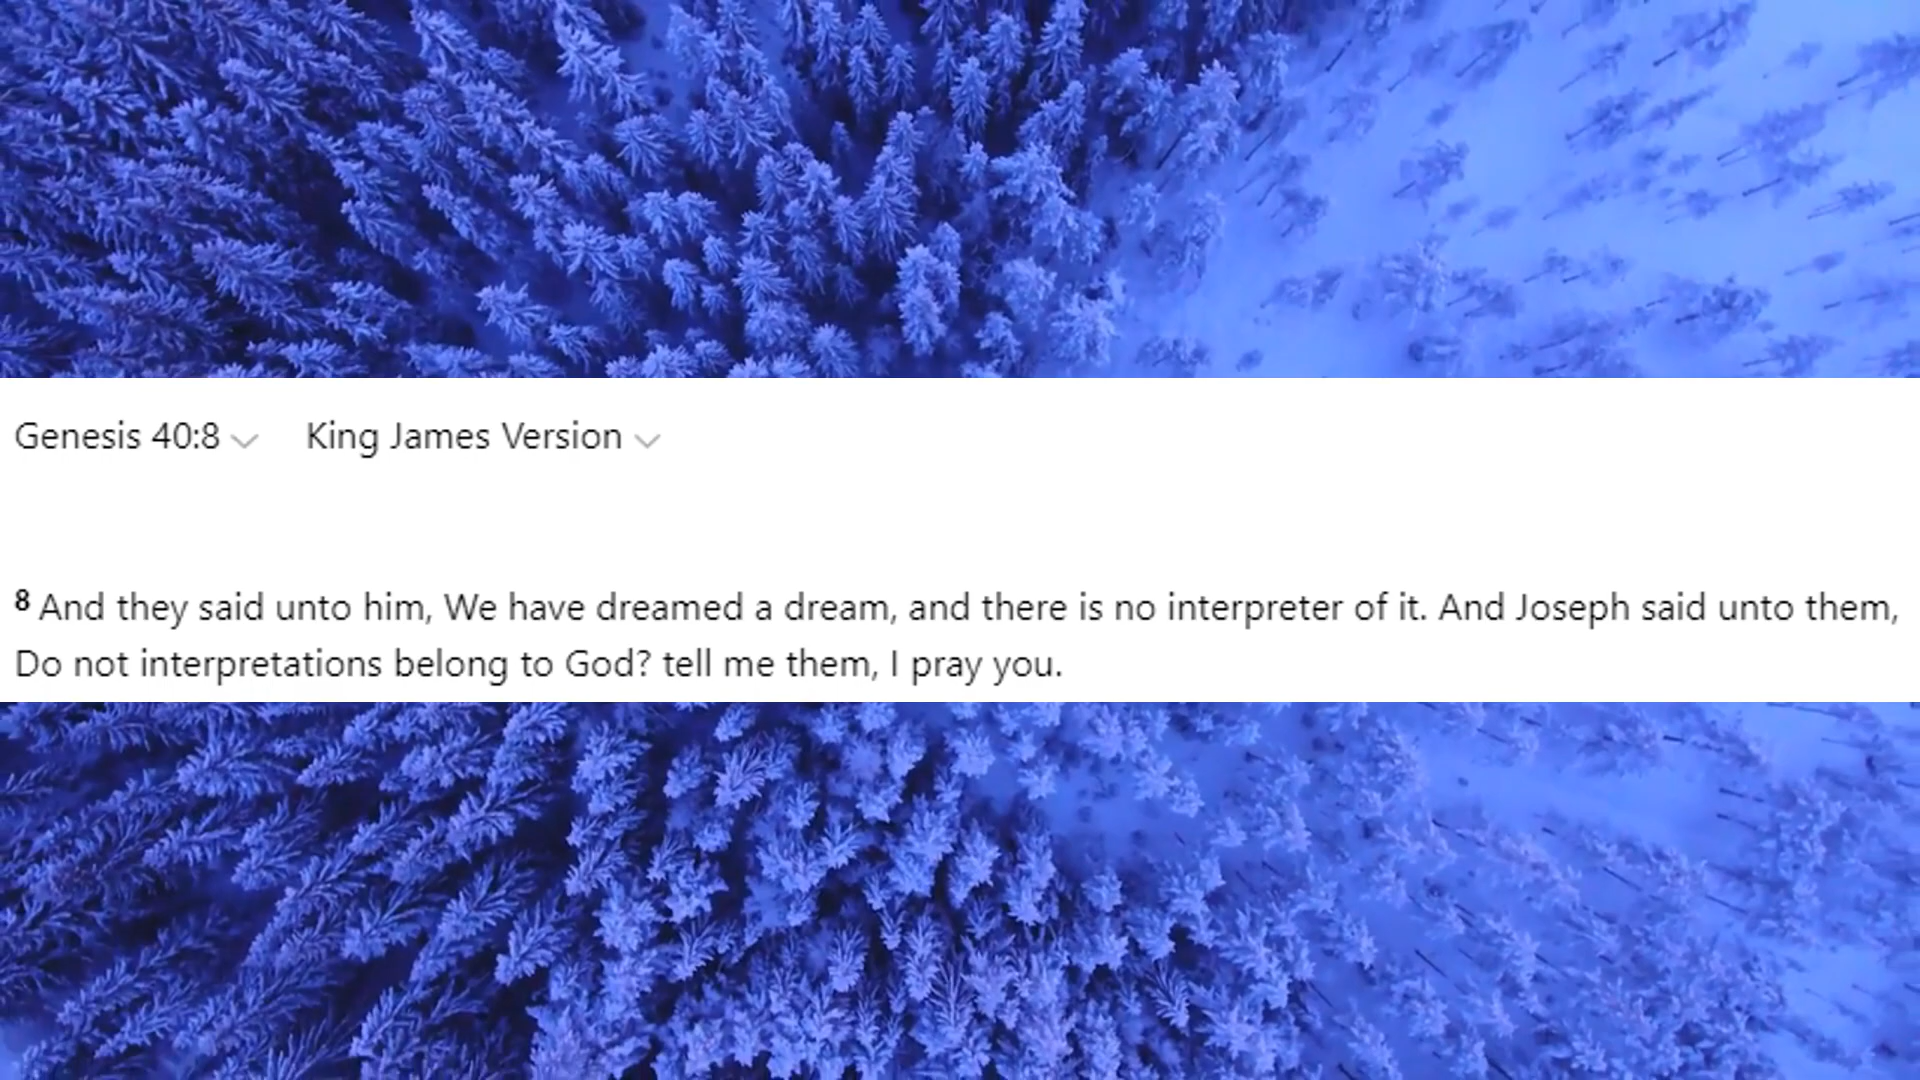 Genesis 40:8 King James Version
8 And they said unto him, We have dreamed a dream, and there is no interpreter of it. And Joseph said unto them,
Do not interpretations belong to God? tell me them, I pray you.